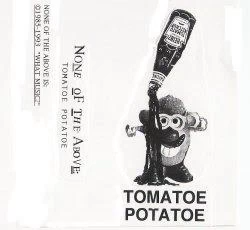 NONE OF THE ABOVE IS:
©1985-1993 "WHAT MUSIC?"
NONE OF THE ABOVE:
TOMATOE POTATOE
TOMATOE
POTATOE